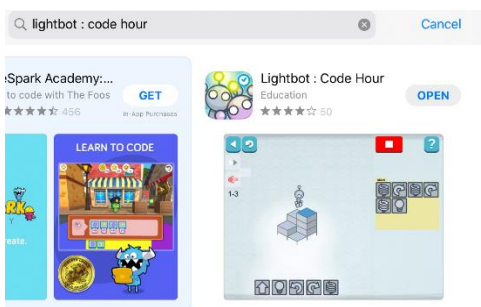 lightbot : code hour
Cancel
eSpark Academy:...
to code with The Foos
456
GET
In-App Purchases
LEARN TO CODE
reate.
Lightbot : Code Hour
Education
50
OPEN
?
1-3